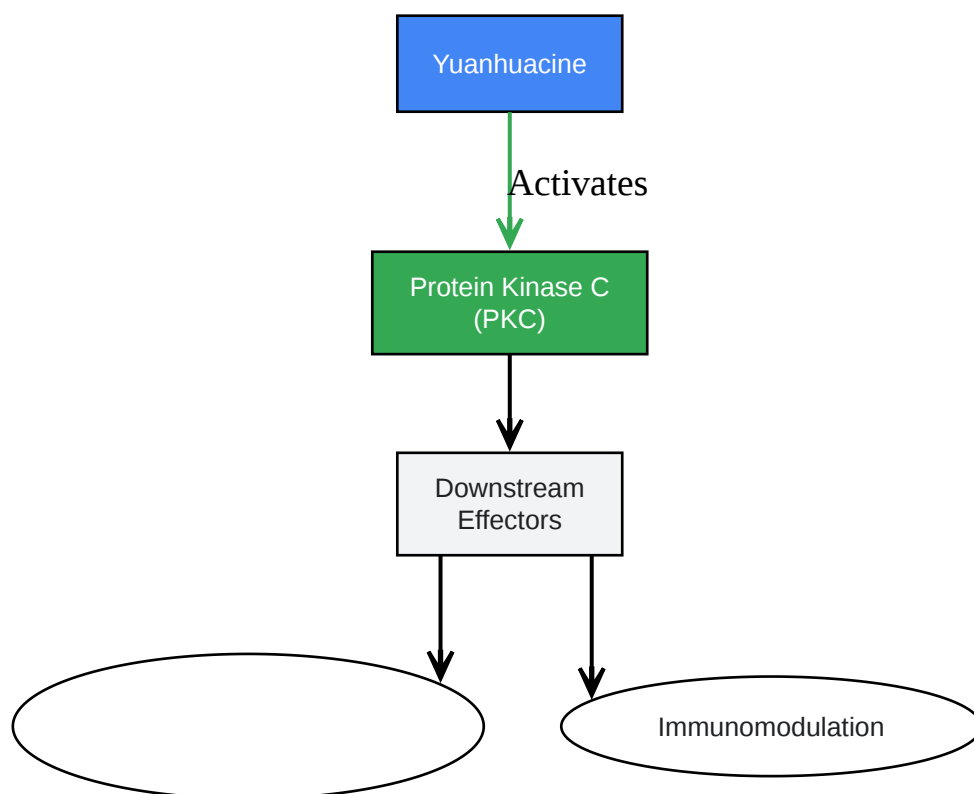 Yuanhuacine
Activates
Protein Kinase C
(PKC)
Downstream
Effectors
Immunomodulation